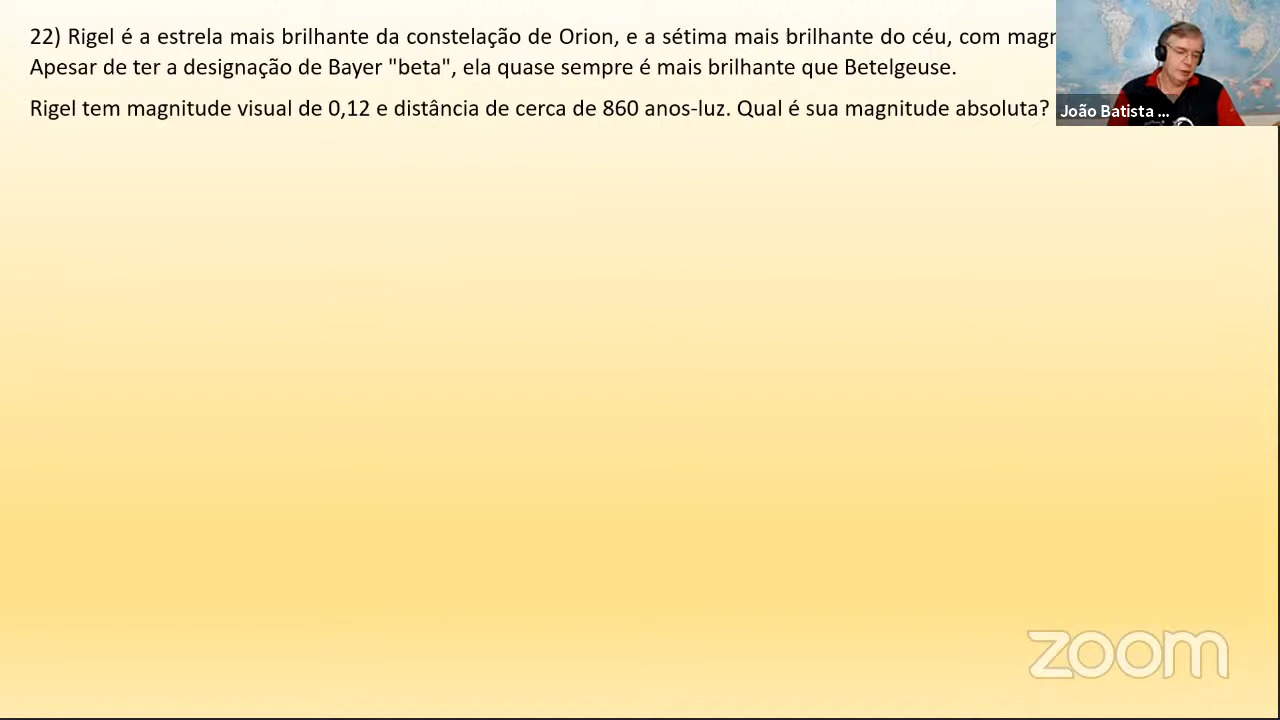 22) Rigel é a estrela mais brilhante da constelação de Orion, e a sétima mais brilhante do céu, com
Apesar de ter a designação de Bayer "beta", ela quase sempre é mais brilhante que Betelgeuse.
Rigel tem magnitude visual de 0,12 e distância de cerca de 860 anos-luz. Qual é sua magnitude absoluta?
João Batista ...
zoom